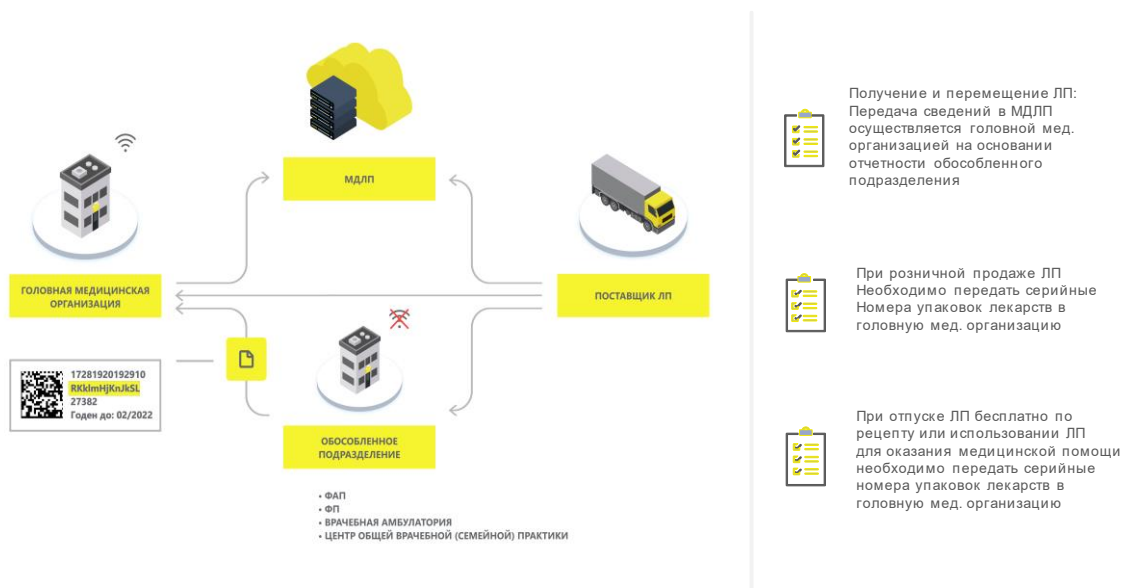 МДЛП
ГОЛОВНАЯ МЕДИЦИНСКАЯ
ОРГАНИЗАЦИЯ
ПОСТАВЩИК ЛП
17281920192910
RKklmHjKnJkSL
27382
Годен до: 02/2022
ОБОСОБЛЕННОЕ
ПОДРАЗДЕЛЕНИЕ
• ФАП
• ФП
• ВРАЧЕБНАЯ АМБУЛАТОРИЯ
• ЦЕНТР ОБЩЕЙ ВРАЧЕБНОЙ (СЕМЕЙНОЙ) ПРАКТИКИ
Получение и перемещение ЛП:
Передача сведений в МДЛП
осуществляется головной мед.
организацией на основании
отчетности обособленного
подразделения
При розничной продаже ЛП
Необходимо передать серийные
Номера упаковок лекарств в
головную мед. организацию
При отпуске ЛП бесплатно по
рецепту или использовании ЛП
для оказания медицинской помощи
необходимо передать серийные
номера упаковок лекарств в
головную мед. организацию